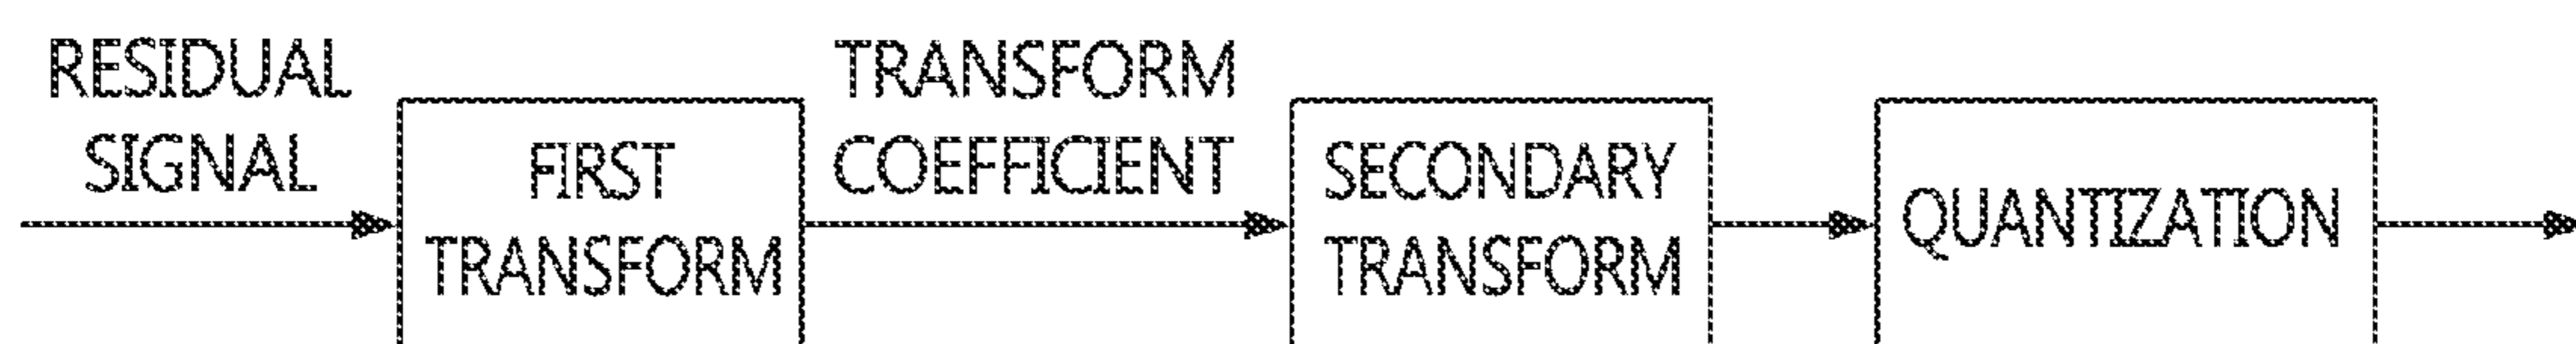 RESIDUAL
SIGNAL
FIRST
TRANSFORM
TRANSFORM
COEFFICIENT
SECONDARY
TRANSFORM
QUANTIZATION